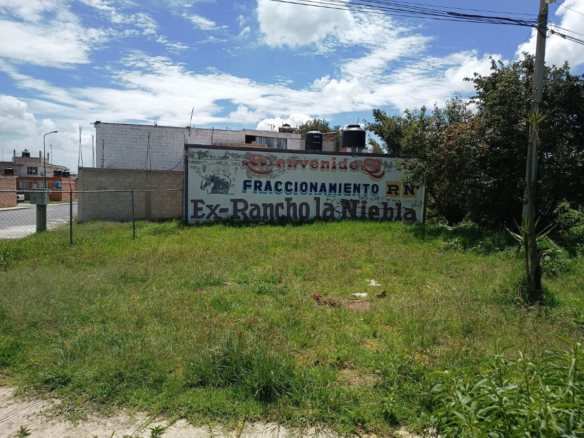 Bienvenido
FRACCIONAMIENTO RN
Ex-Rancho la Niebla